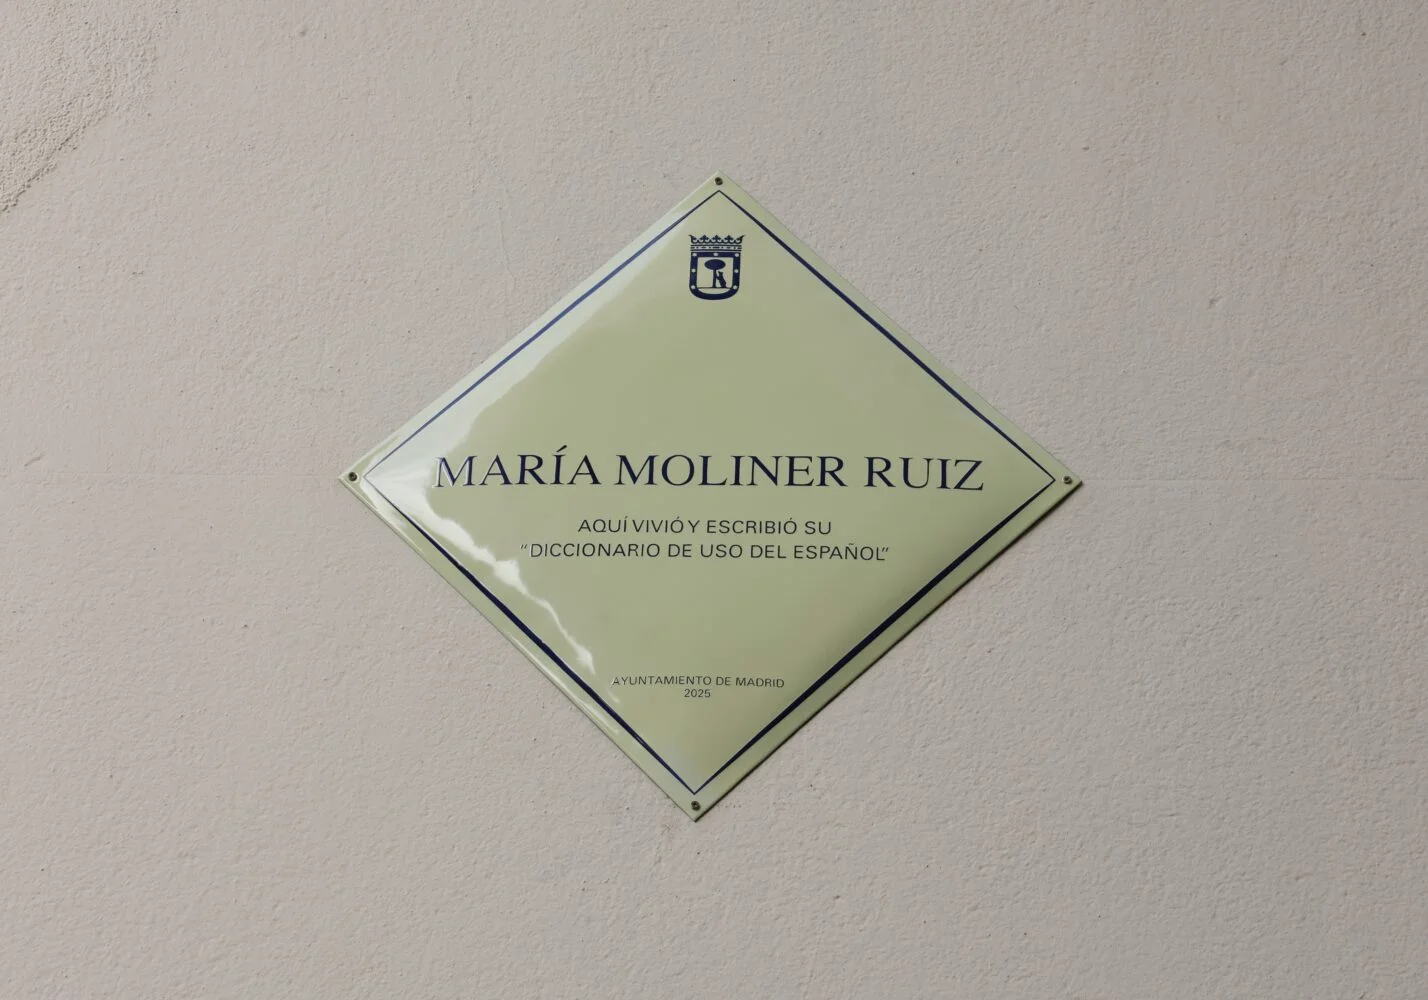 MARÍA MOLINER RUIZ
AQUÍ VIVIÓ Y ESCRIBIÓ SU
“DICCIONARIO DE USO DEL ESPAÑOL”
AYUNTAMIENTO DE MADRID
2025